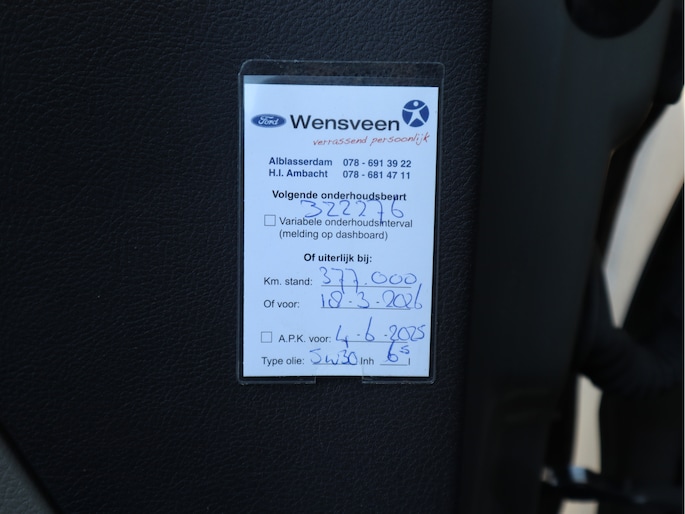 Ford Wensveen
verrassend persoonlijk
Alblasserdam 078 - 691 39 22
H.I. Ambacht 078 - 681 47 11
Volgende onderhoudsbeurt
322276
Variabele onderhoudsinterval
(melding op dashboard)
Of uiterlijk bij:
Km. stand: 377.000
Of voor: 18-3-2026
A.P.K. voor: 4-6-2025
Type olie: 5w30 Inh 6⁵ l